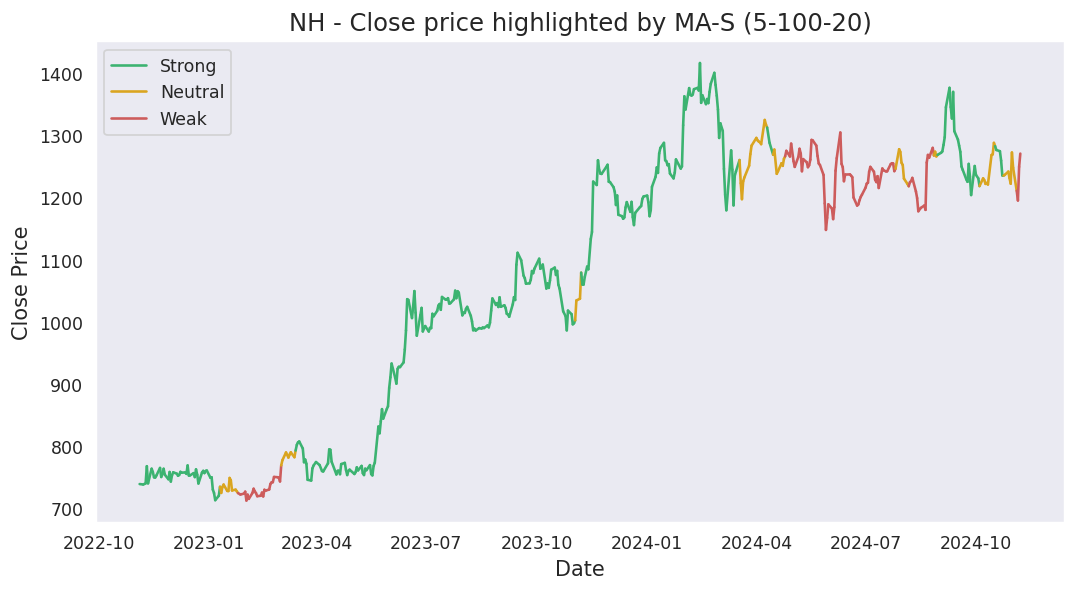 NH - Close price highlighted by MA-S (5-100-20)
Strong
Neutral
Weak
Close Price
1400
1300
1200
1100
1000
900
800
700
2022-10 2023-01 2023-04 2023-07 2023-10 2024-01 2024-04 2024-07 2024-10
Date